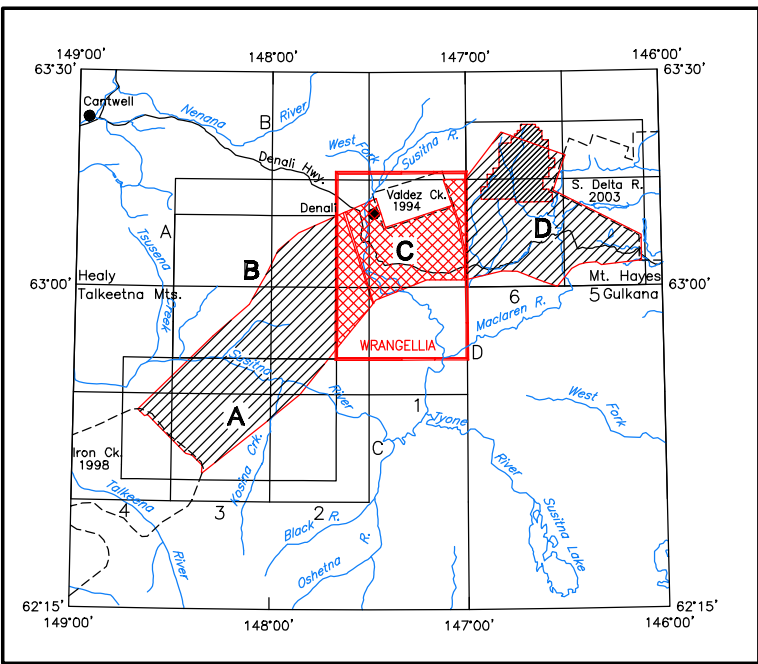 149°00'
148°00'
147°00'
146°00'
63°30'
63°30'
Cantwell
Nenana River
B
West Fork
Susitna R.
Denali Hwy.
Denali
Valdez Ck.
1994
S. Delta R.
2003
A
Tsusena Creek
B
C
D
63°00'
63°00'
Healy
Talkeetna Mts.
Mt. Hayes
6
5
Gulkana
Maclaren R.
WRANGELLIA
D
Susitna River
1
West Fork
A
Tyone River
C
Iron Ck.
1998
Kosina Crk.
Talkeena River
4
3
2
Black R.
Oshetna R.
Susitna Lake
62°15'
62°15'
149°00'
148°00'
147°00'
146°00'